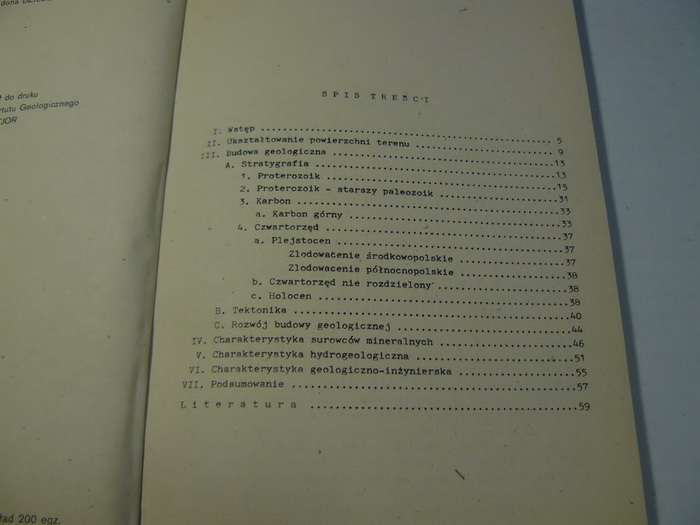 do druku
tutu Geologicznego
SPIS TREŚCI
I. Wstęp ........ 5
II. Ukształtowanie powierzchni terenu ........ 9
III. Budowa geologiczna ........ 13
A. Stratygrafia ........ 13
1. Proterozoik ........ 15
2. Proterozoik - starszy paleozoik ........ 31
3. Karbon ........ 33
a. Karbon górny ........ 33
4. Czwartorzęd ........ 37
a. Plejstocen ........ 37
Zlodowacenie środkowopolskie ........ 37
Zlodowacenie północnopolskie ........ 38
b. Czwartorzęd nie rozdzielony ........ 38
c. Holocen ........ 38
B. Tektonika ........ 40
C. Rozwój budowy geologicznej ........ 44
IV. Charakterystyka surowców mineralnych ........ 46
V. Charakterystyka hydrogeologiczna ........ 51
VI. Charakterystyka geologiczno-inżynierska ........ 55
VII. Podsumowanie ........ 57
Literatura ........ 59
ład 200 egz.